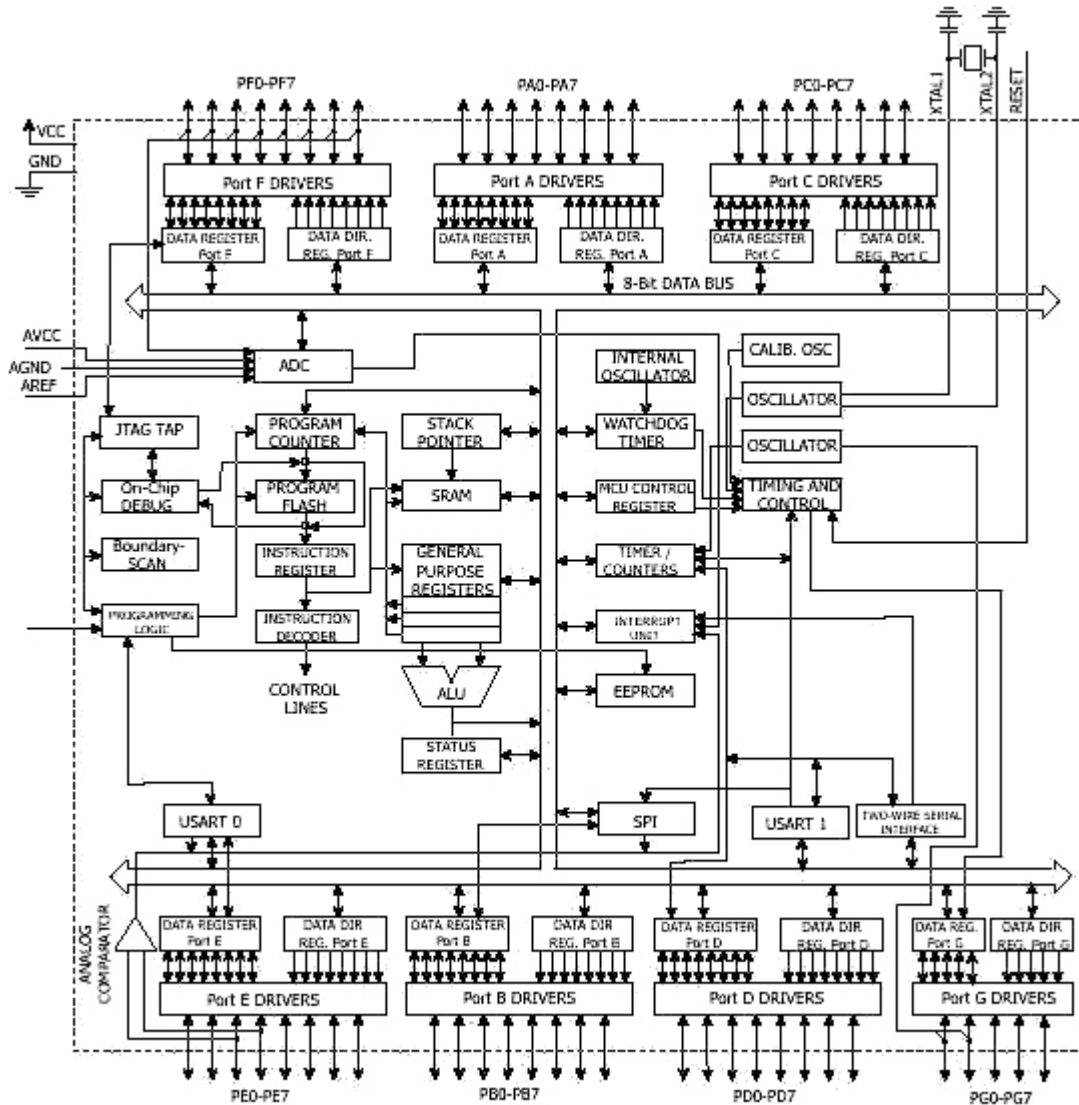 XTAL1
XTAL2
RESET
PF0-PF7
PA0-PA7
PC0-PC7
VCC
GND
Port F DRIVERS
Port A DRIVERS
Port C DRIVERS
DATA REGISTER
Port F
DATA DIR.
REG. Port F
DATA REGISTER
Port A
DATA DIR.
REG. Port A
DATA REGISTER
Port C
DATA DIR.
REG. Port C
8-Bit DATA BUS
AVCC
AGND
AREF
ADC
INTERNAL
OSCILLATOR
CALIB. OSC
OSCILLATOR
JTAG TAP
PROGRAM
COUNTER
STACK
POINTER
WATCHDOG
TIMER
OSCILLATOR
On-Chip
DEBUG
PROGRAM
FLASH
SRAM
MCU CONTROL
REGISTER
TIMING AND
CONTROL
Boundary-
SCAN
INSTRUCTION
REGISTER
GENERAL
PURPOSE
REGISTERS
TIMER /
COUNTERS
PROGRAMMING
LOGIC
INSTRUCTION
DECODER
INTERRUPT
UNIT
CONTROL
LINES
ALU
EEPROM
STATUS
REGISTER
USART 0
SPI
USART 1
TWO-WIRE SERIAL
INTERFACE
ANALOG
COMPARATOR
DATA REGISTER
Port E
DATA DIR
REG. Port E
DATA REGISTER
Port B
DATA DIR
REG. Port B
DATA REGISTER
Port D
DATA DIR
REG. Port D
DATA REG.
Port G
DATA DIR
REG. Port G
Port E DRIVERS
Port B DRIVERS
Port D DRIVERS
Port G DRIVERS
PE0-PE7
PB0-PB7
PD0-PD7
PG0-PG7